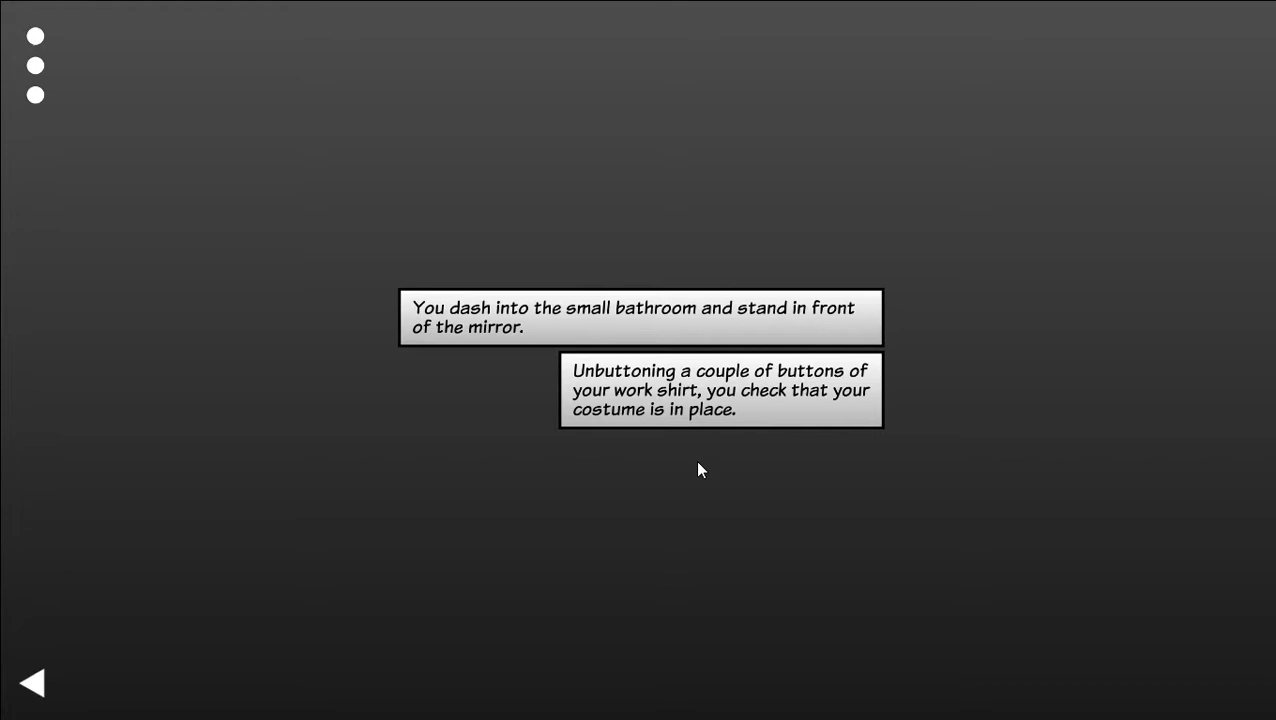 You dash into the small bathroom and stand in front
of the mirror.
Unbuttoning a couple of buttons of
your work shirt, you check that your
costume is in place.